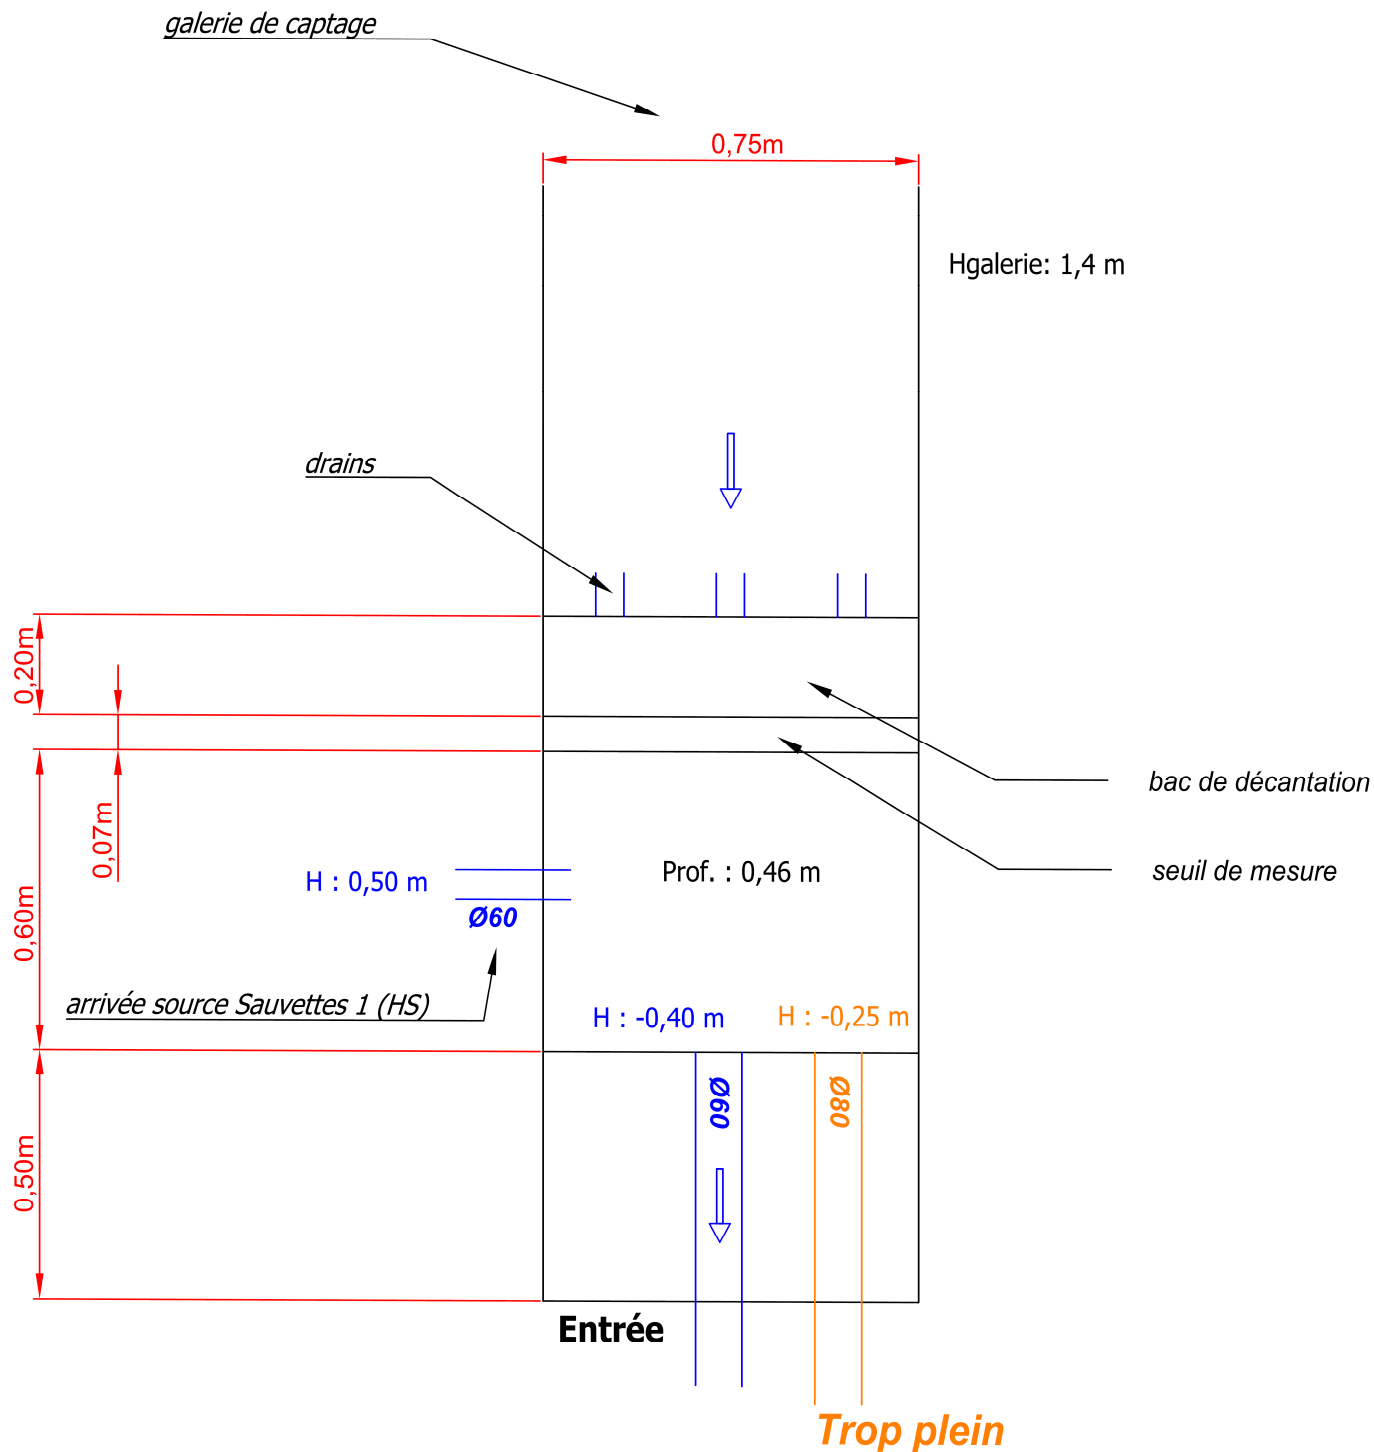 galerie de captage
0,75m
Hgalerie: 1,4 m
drains
0,20m
0,07m
bac de décantation
seuil de mesure
0,60m
H : 0,50 m
Ø60
Prof. : 0,46 m
arrivée source Sauvettes 1 (HS)
H : -0,40 m
H : -0,25 m
Ø60
Ø80
0,50m
Entrée
Trop plein